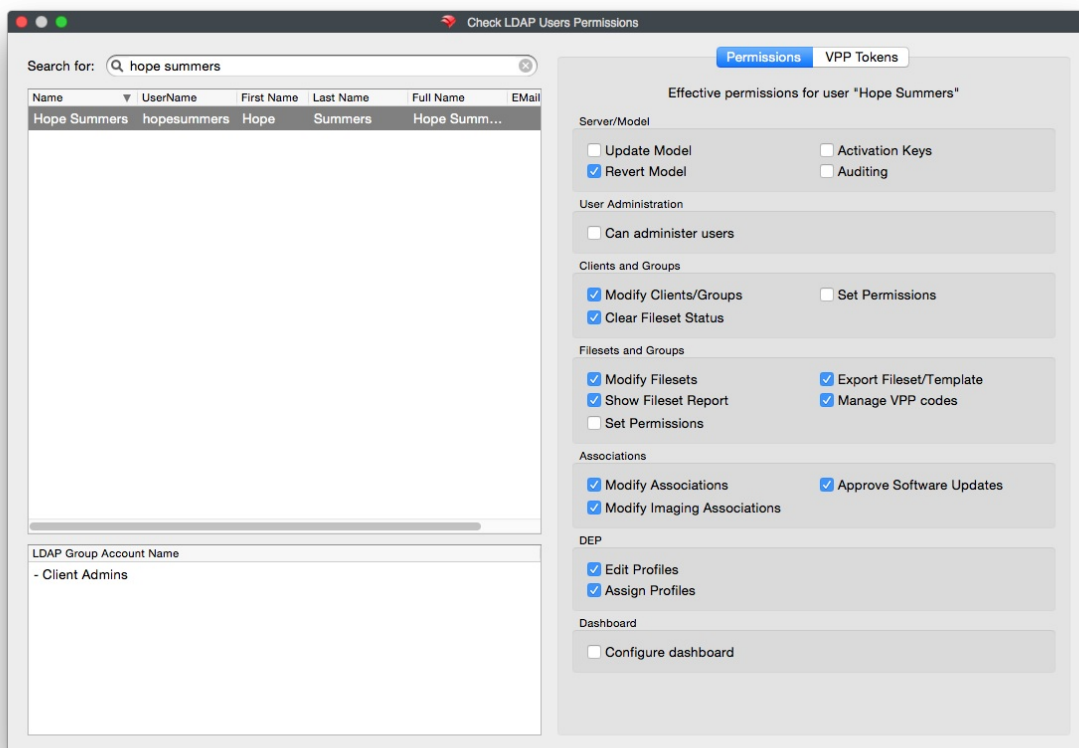 Check LDAP Users Permissions
Search for: hope summers
Name UserName First Name Last Name Full Name EMail
Hope Summers hopesummers Hope Summers Hope Summ...
LDAP Group Account Name
- Client Admins
Permissions VPP Tokens
Effective permissions for user "Hope Summers"
Server/Model
Update Model Activation Keys
Revert Model Auditing
User Administration
Can administer users
Clients and Groups
Modify Clients/Groups Set Permissions
Clear Fileset Status
Filesets and Groups
Modify Filesets Export Fileset/Template
Show Fileset Report Manage VPP codes
Set Permissions
Associations
Modify Associations Approve Software Updates
Modify Imaging Associations
DEP
Edit Profiles
Assign Profiles
Dashboard
Configure dashboard